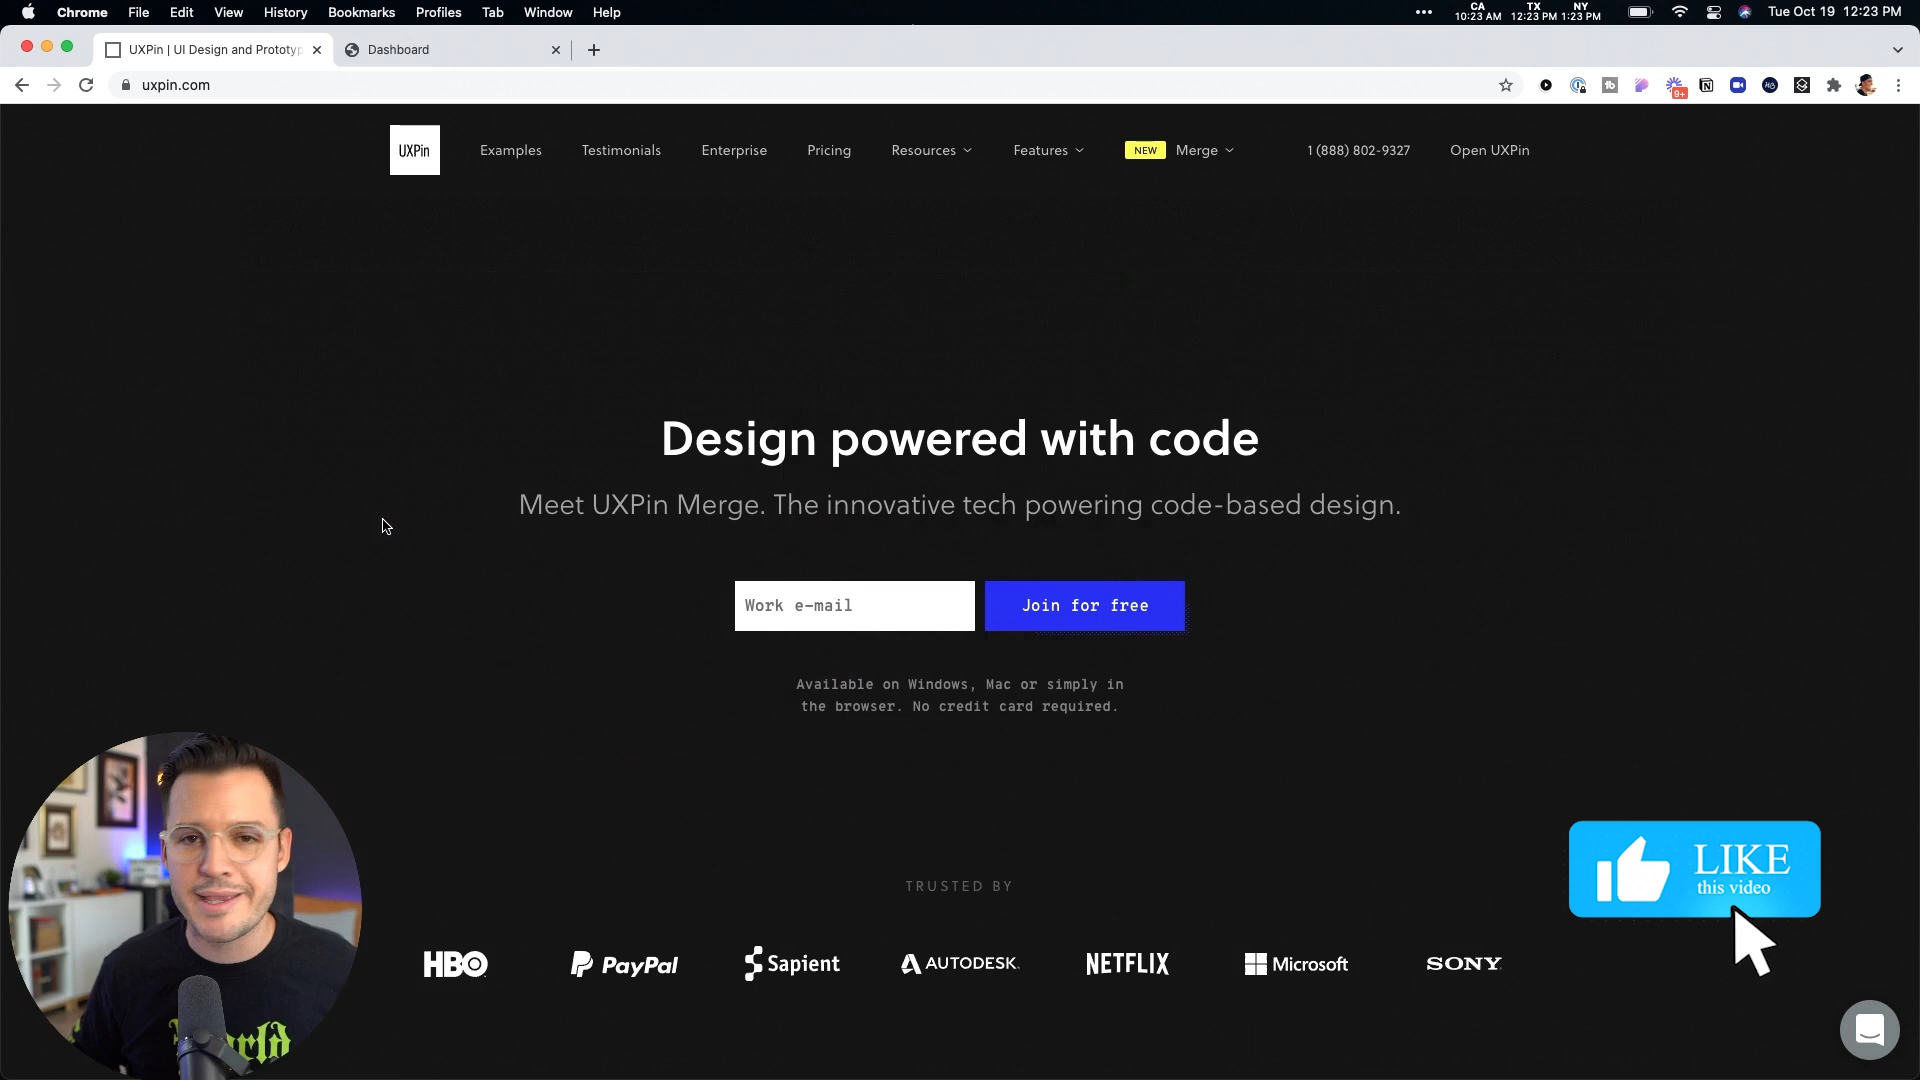 Chrome File Edit View History Bookmarks Profiles Tab Window Help
CA TX NY
10:23 AM 12:23 PM 1:23 PM
Tue Oct 19 12:23 PM
UXPin | UI Design and Prototyp
Dashboard
uxpin.com
9+
UXPin
Examples Testimonials Enterprise Pricing Resources Features NEW Merge 1 (888) 802-9327 Open UXPin
Design powered with code
Meet UXPin Merge. The innovative tech powering code-based design.
Work e-mail
Join for free
Available on Windows, Mac or simply in
the browser. No credit card required.
LIKE
this video
TRUSTED BY
HBO PayPal Sapient AUTODESK NETFLIX Microsoft SONY